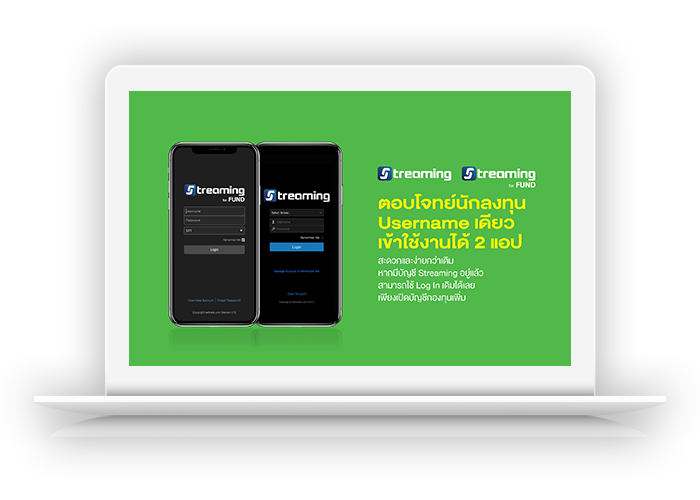 Streaming
for FUND
Username
Password
Remember Me
Login
Open New Account | Forgot Password?
Streaming
Select Broker
Username
Password
Remember Me
Login
Manage Account & Remember Me
Open Account
Streaming
Streaming
for FUND
ตอบโจทย์นักลงทุน
Username เดียว
เข้าใช้งานได้ 2 แอป
สะดวกและง่ายกว่าเดิม
หากมีบัญชี Streaming อยู่แล้ว
สามารถใช้ Log In เดิมได้เลย
เพียงเปิดบัญชีกองทุนเพิ่ม